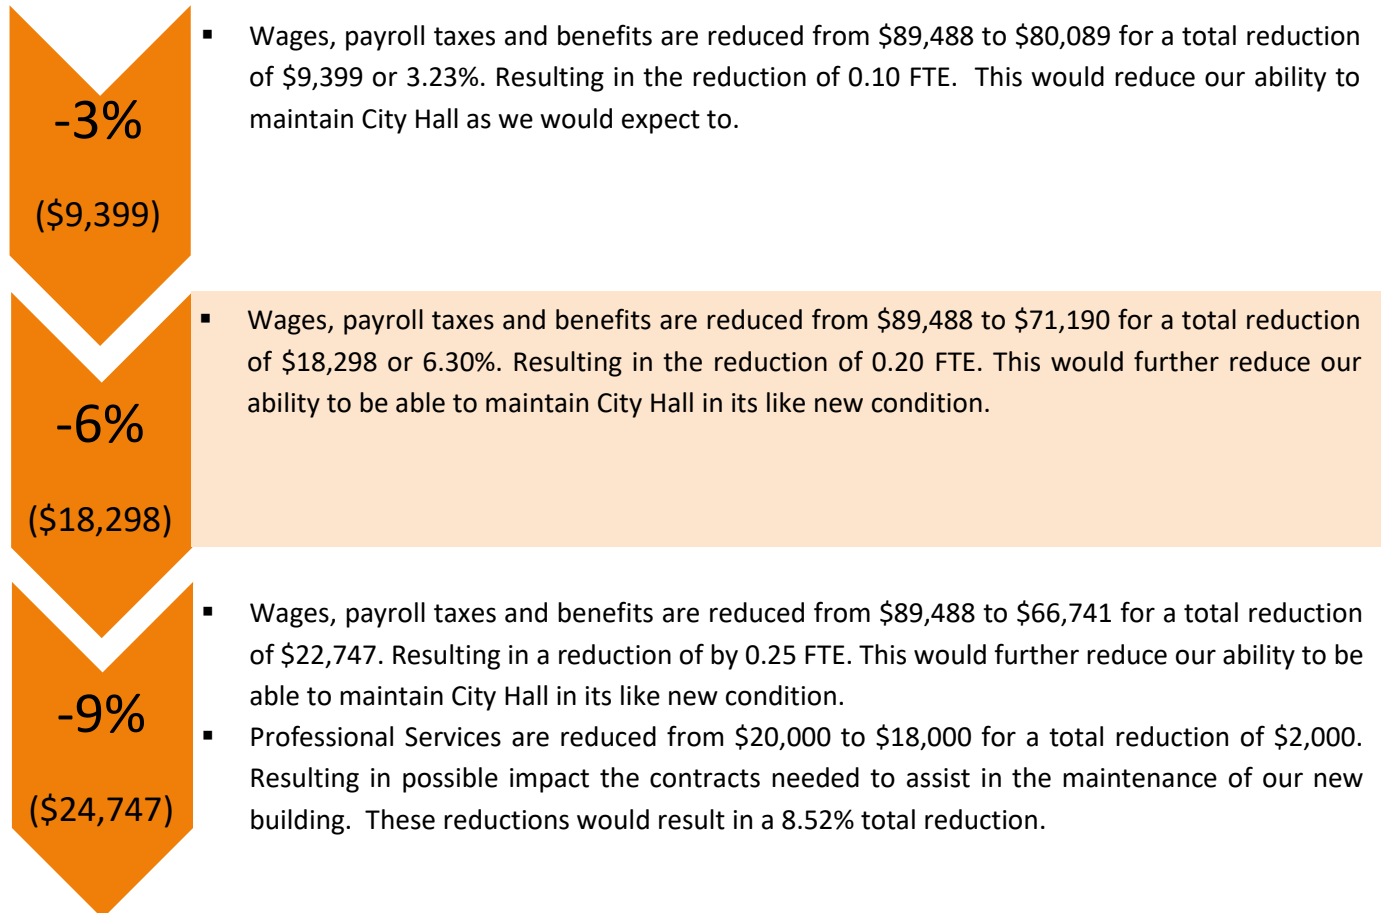 -3%
($9,399)
▪ Wages, payroll taxes and benefits are reduced from $89,488 to $80,089 for a total reduction
of $9,399 or 3.23%. Resulting in the reduction of 0.10 FTE.  This would reduce our ability to
maintain City Hall as we would expect to.
-6%
($18,298)
▪ Wages, payroll taxes and benefits are reduced from $89,488 to $71,190 for a total reduction
of $18,298 or 6.30%. Resulting in the reduction of 0.20 FTE. This would further reduce our
ability to be able to maintain City Hall in its like new condition.
-9%
($24,747)
▪ Wages, payroll taxes and benefits are reduced from $89,488 to $66,741 for a total reduction
of $22,747. Resulting in a reduction of by 0.25 FTE. This would further reduce our ability to be
able to maintain City Hall in its like new condition.
▪ Professional Services are reduced from $20,000 to $18,000 for a total reduction of $2,000.
Resulting in possible impact the contracts needed to assist in the maintenance of our new
building.  These reductions would result in a 8.52% total reduction.